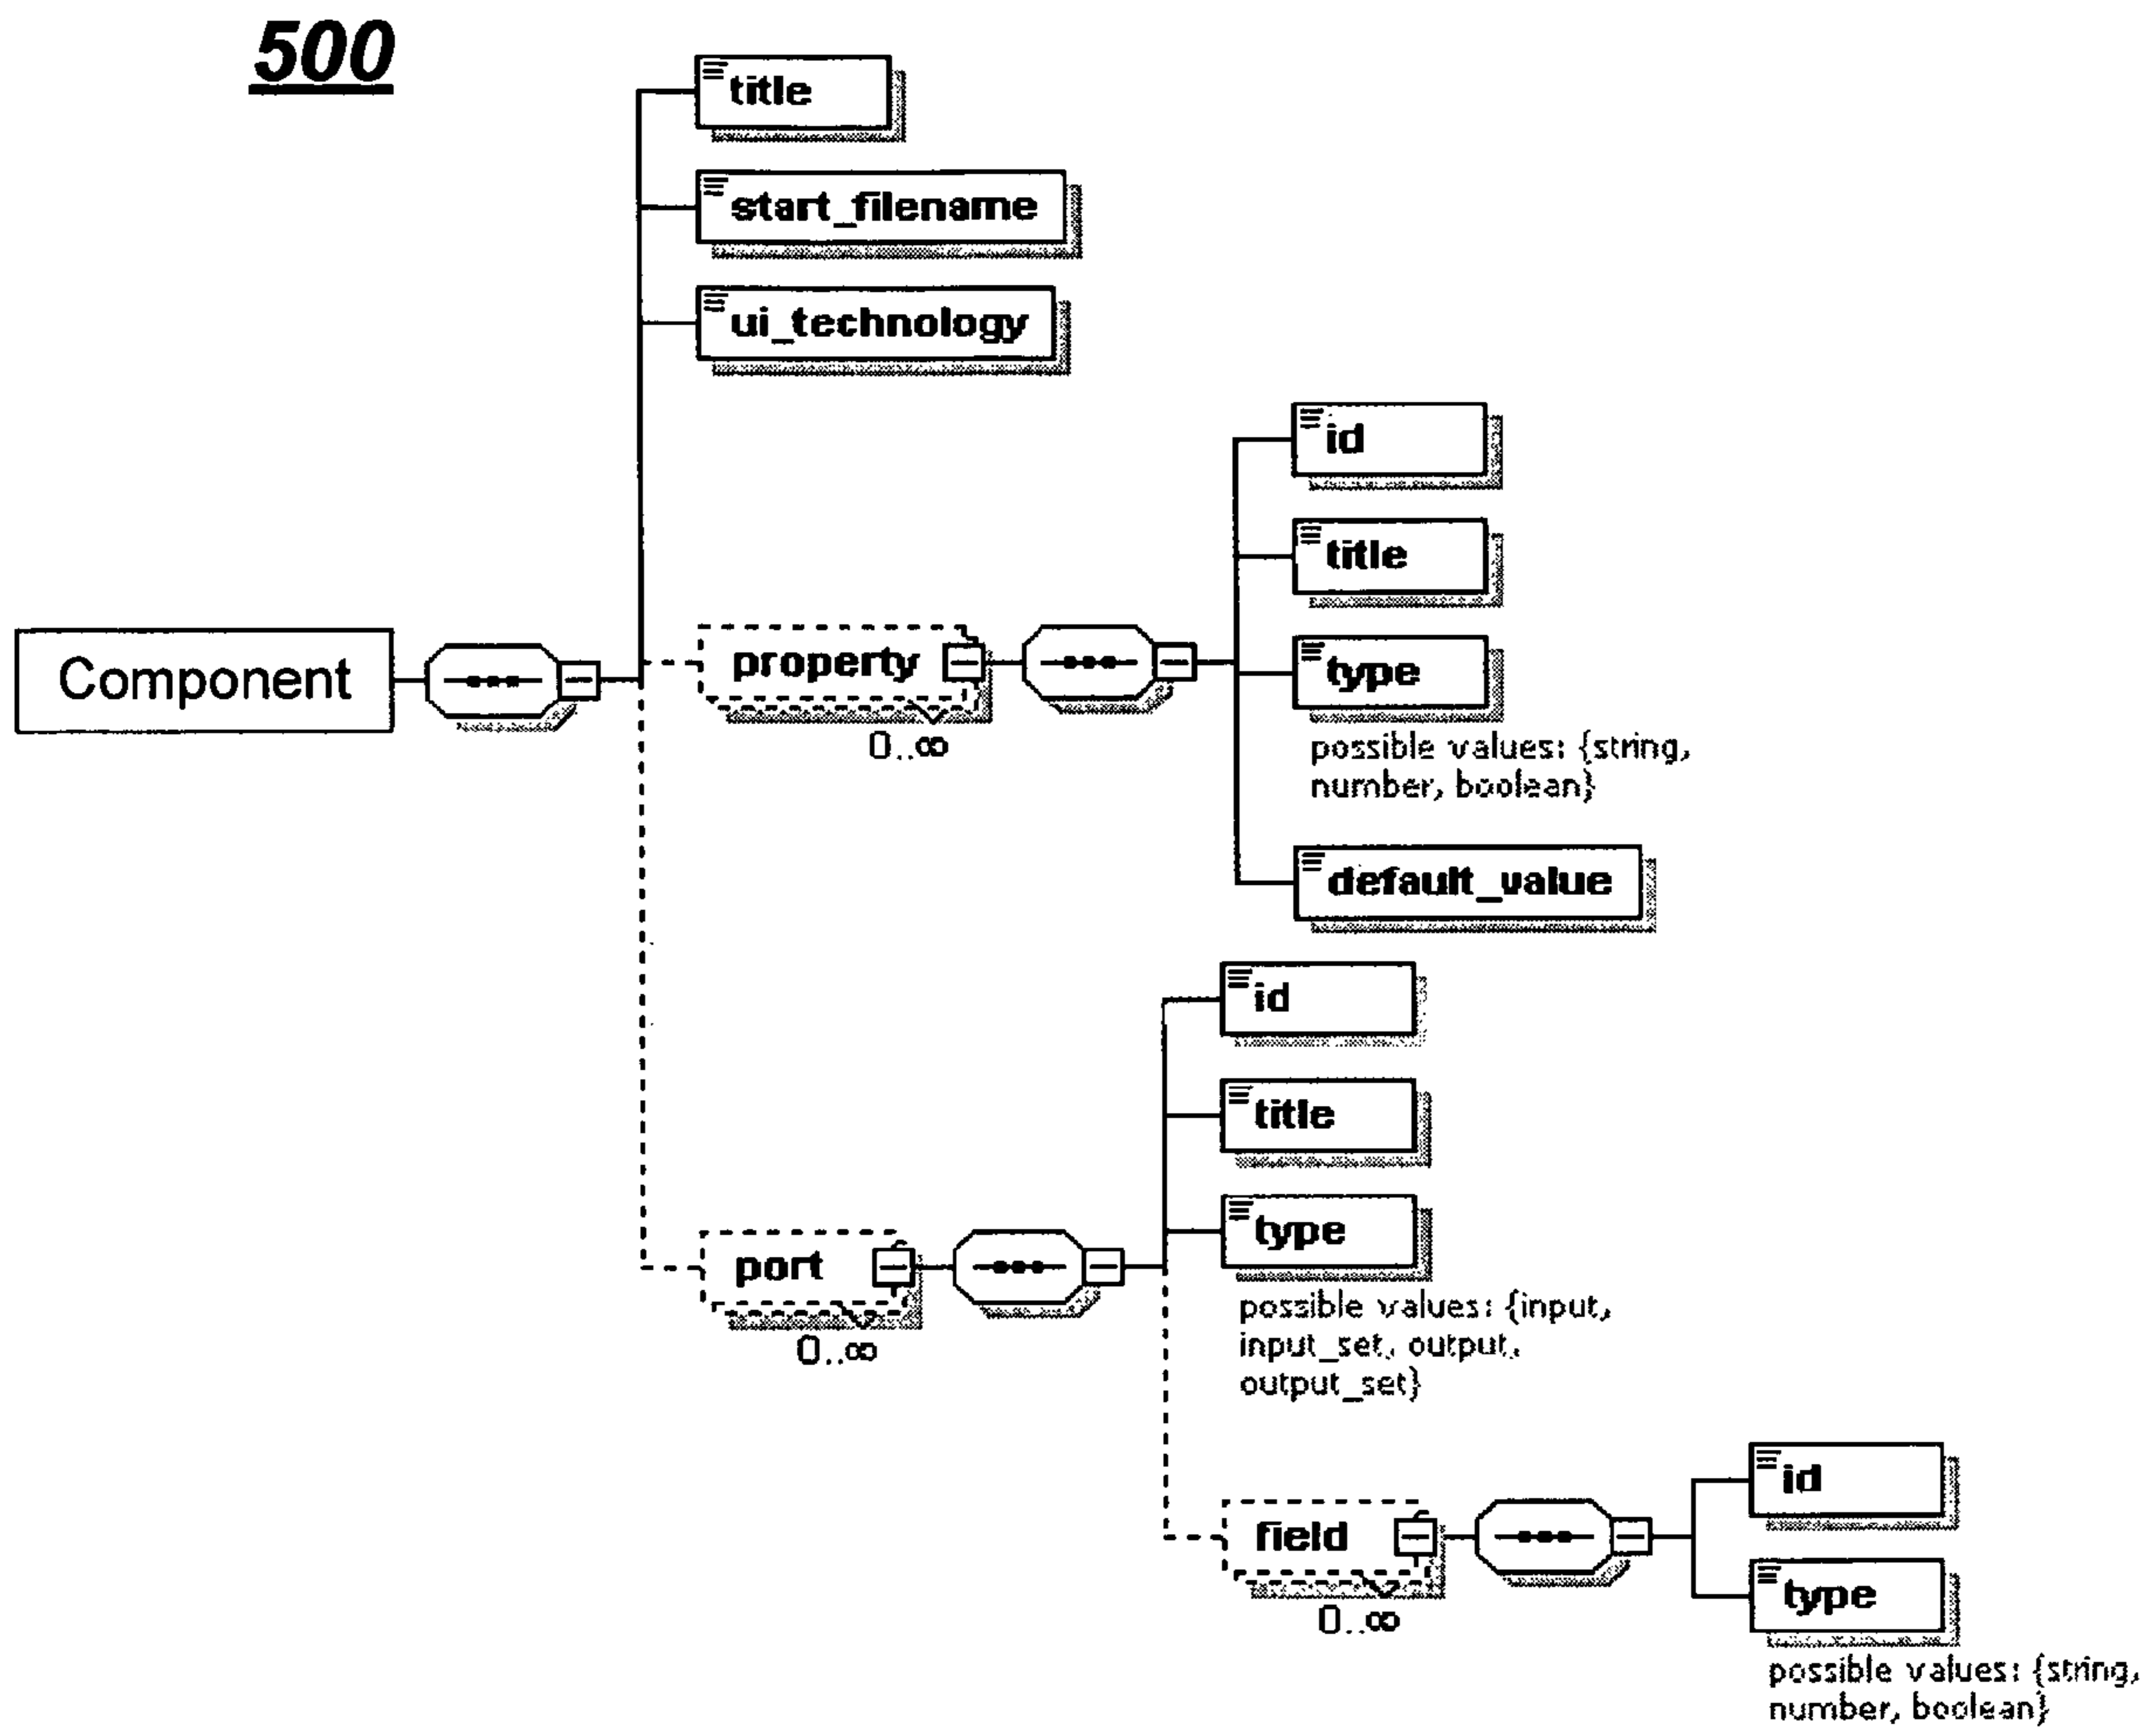 500
title
start_filename
ui_technology
id
title
type
possible values: {string,
number, boolean}
default_value
Component
property
0..∞
id
title
type
possible values: {input,
input_set, output,
output_set}
port
0..∞
field
0..∞
id
type
possible values: {string,
number, boolean}